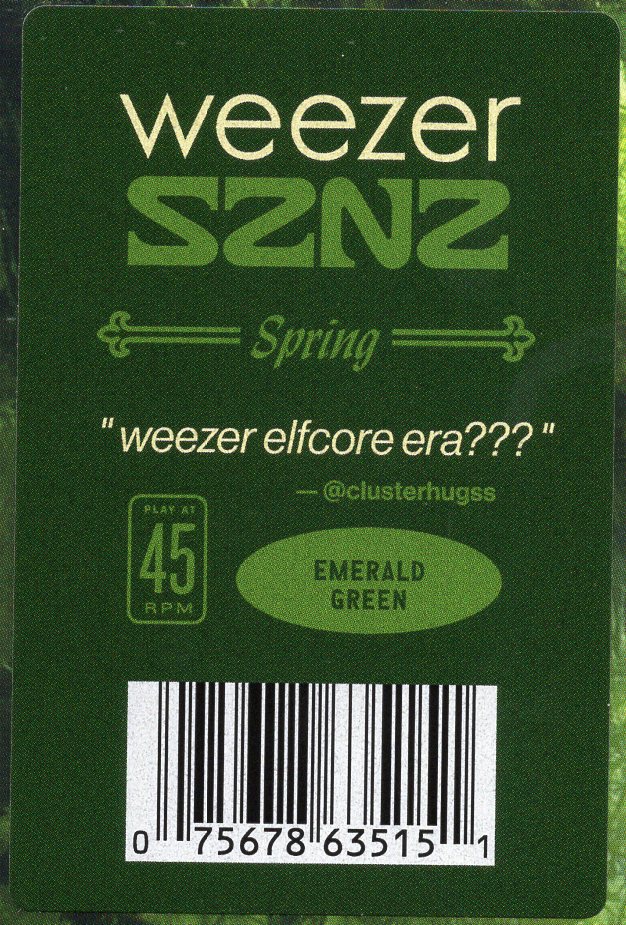 weezer
SZNZ
Spring
"weezer elfcore era???"
— @clusterhugss
PLAY AT
45
RPM
EMERALD
GREEN
0 75678 63515 1